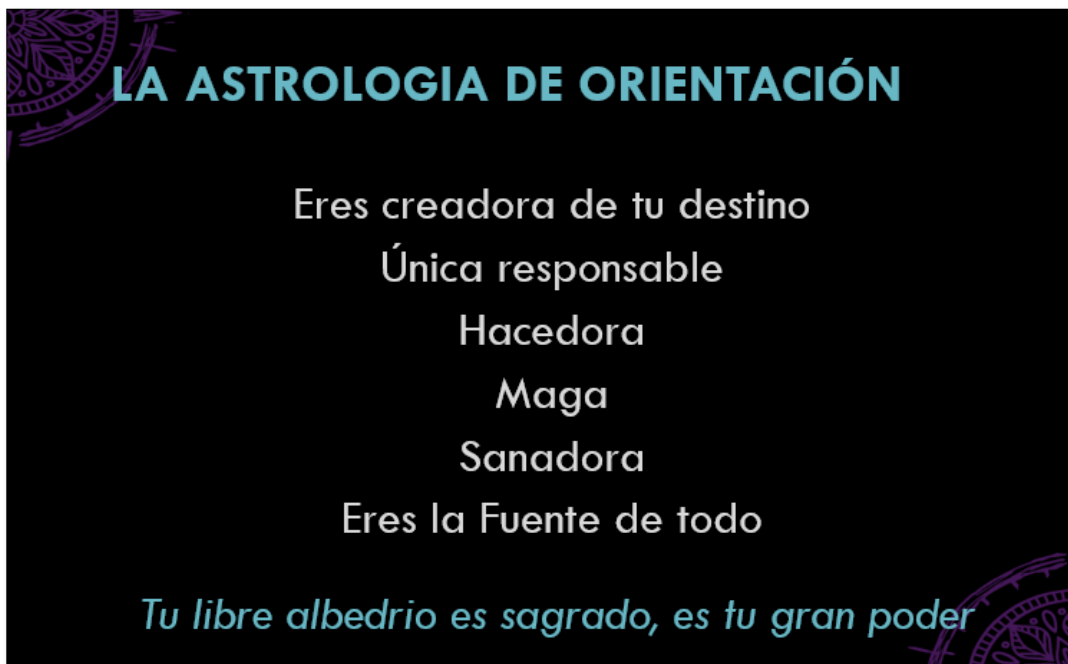 LA ASTROLOGIA DE ORIENTACIÓN
Eres creadora de tu destino
Única responsable
Hacedora
Maga
Sanadora
Eres la Fuente de todo
Tu libre albedrio es sagrado, es tu gran poder